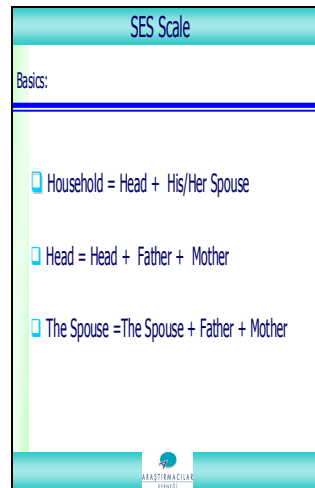 SES Scale
Basics:
Household = Head + His/Her Spouse
Head = Head + Father + Mother
The Spouse =The Spouse + Father + Mother
ARAŞTIRMACILAR
DERNEĞİ